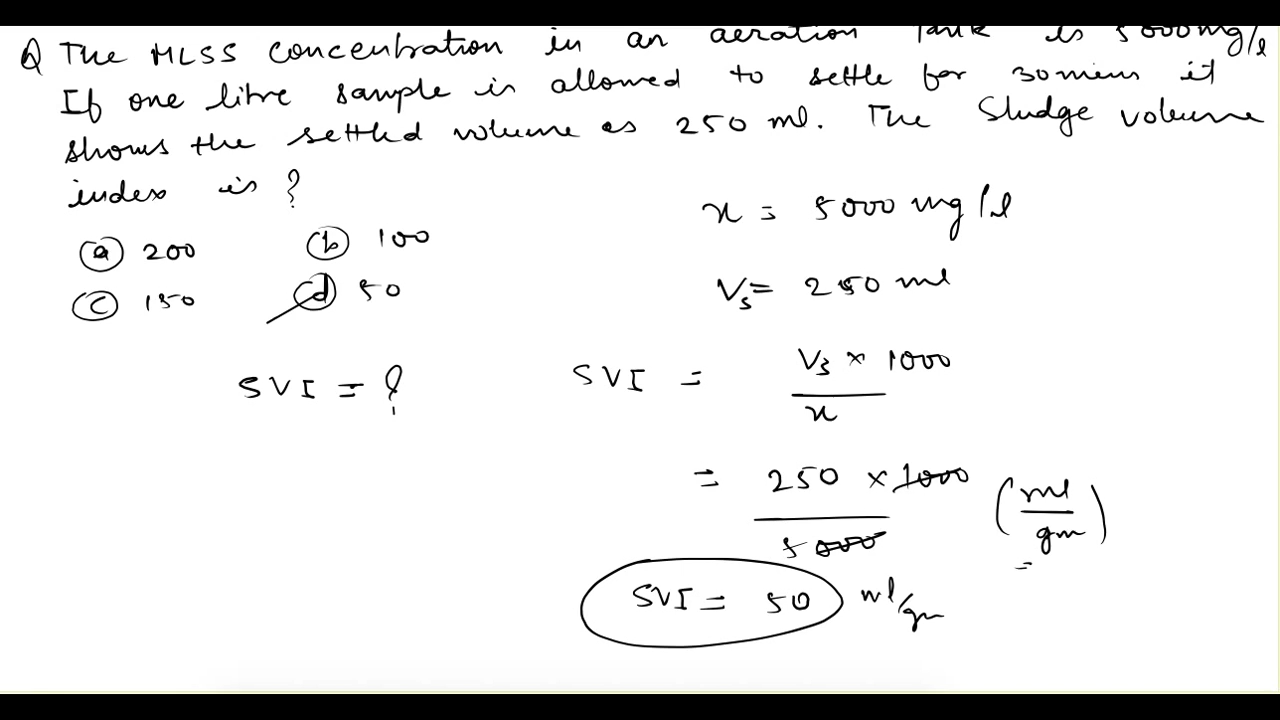 Q The MLSS concentration in an aeration Tank is 5000mg/l
If one litre sample is allowed to settle for 30 mins it
shows the settled volume as 250 ml. The Sludge volume
index is ?
(a) 200 (b) 100
(c) 150 (d) 50
x = 5000 mg/l
Vs = 250 ml
SVI = ?
SVI = Vs × 1000
x
= 250 × 1000 (ml
5000 gm)
SVI = 50 ml/gm